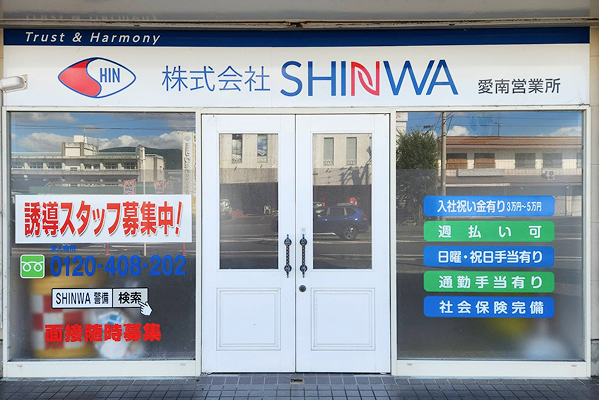 Trust & Harmony
SHIN
株式会社 SHINWA 愛南営業所
誘導スタッフ募集中!
0120-408-202
SHINWA 警備 検索
面接随時募集
入社祝い金有り 3万円~5万円
週払い可
日曜・祝日手当有り
通勤手当有り
社会保険完備